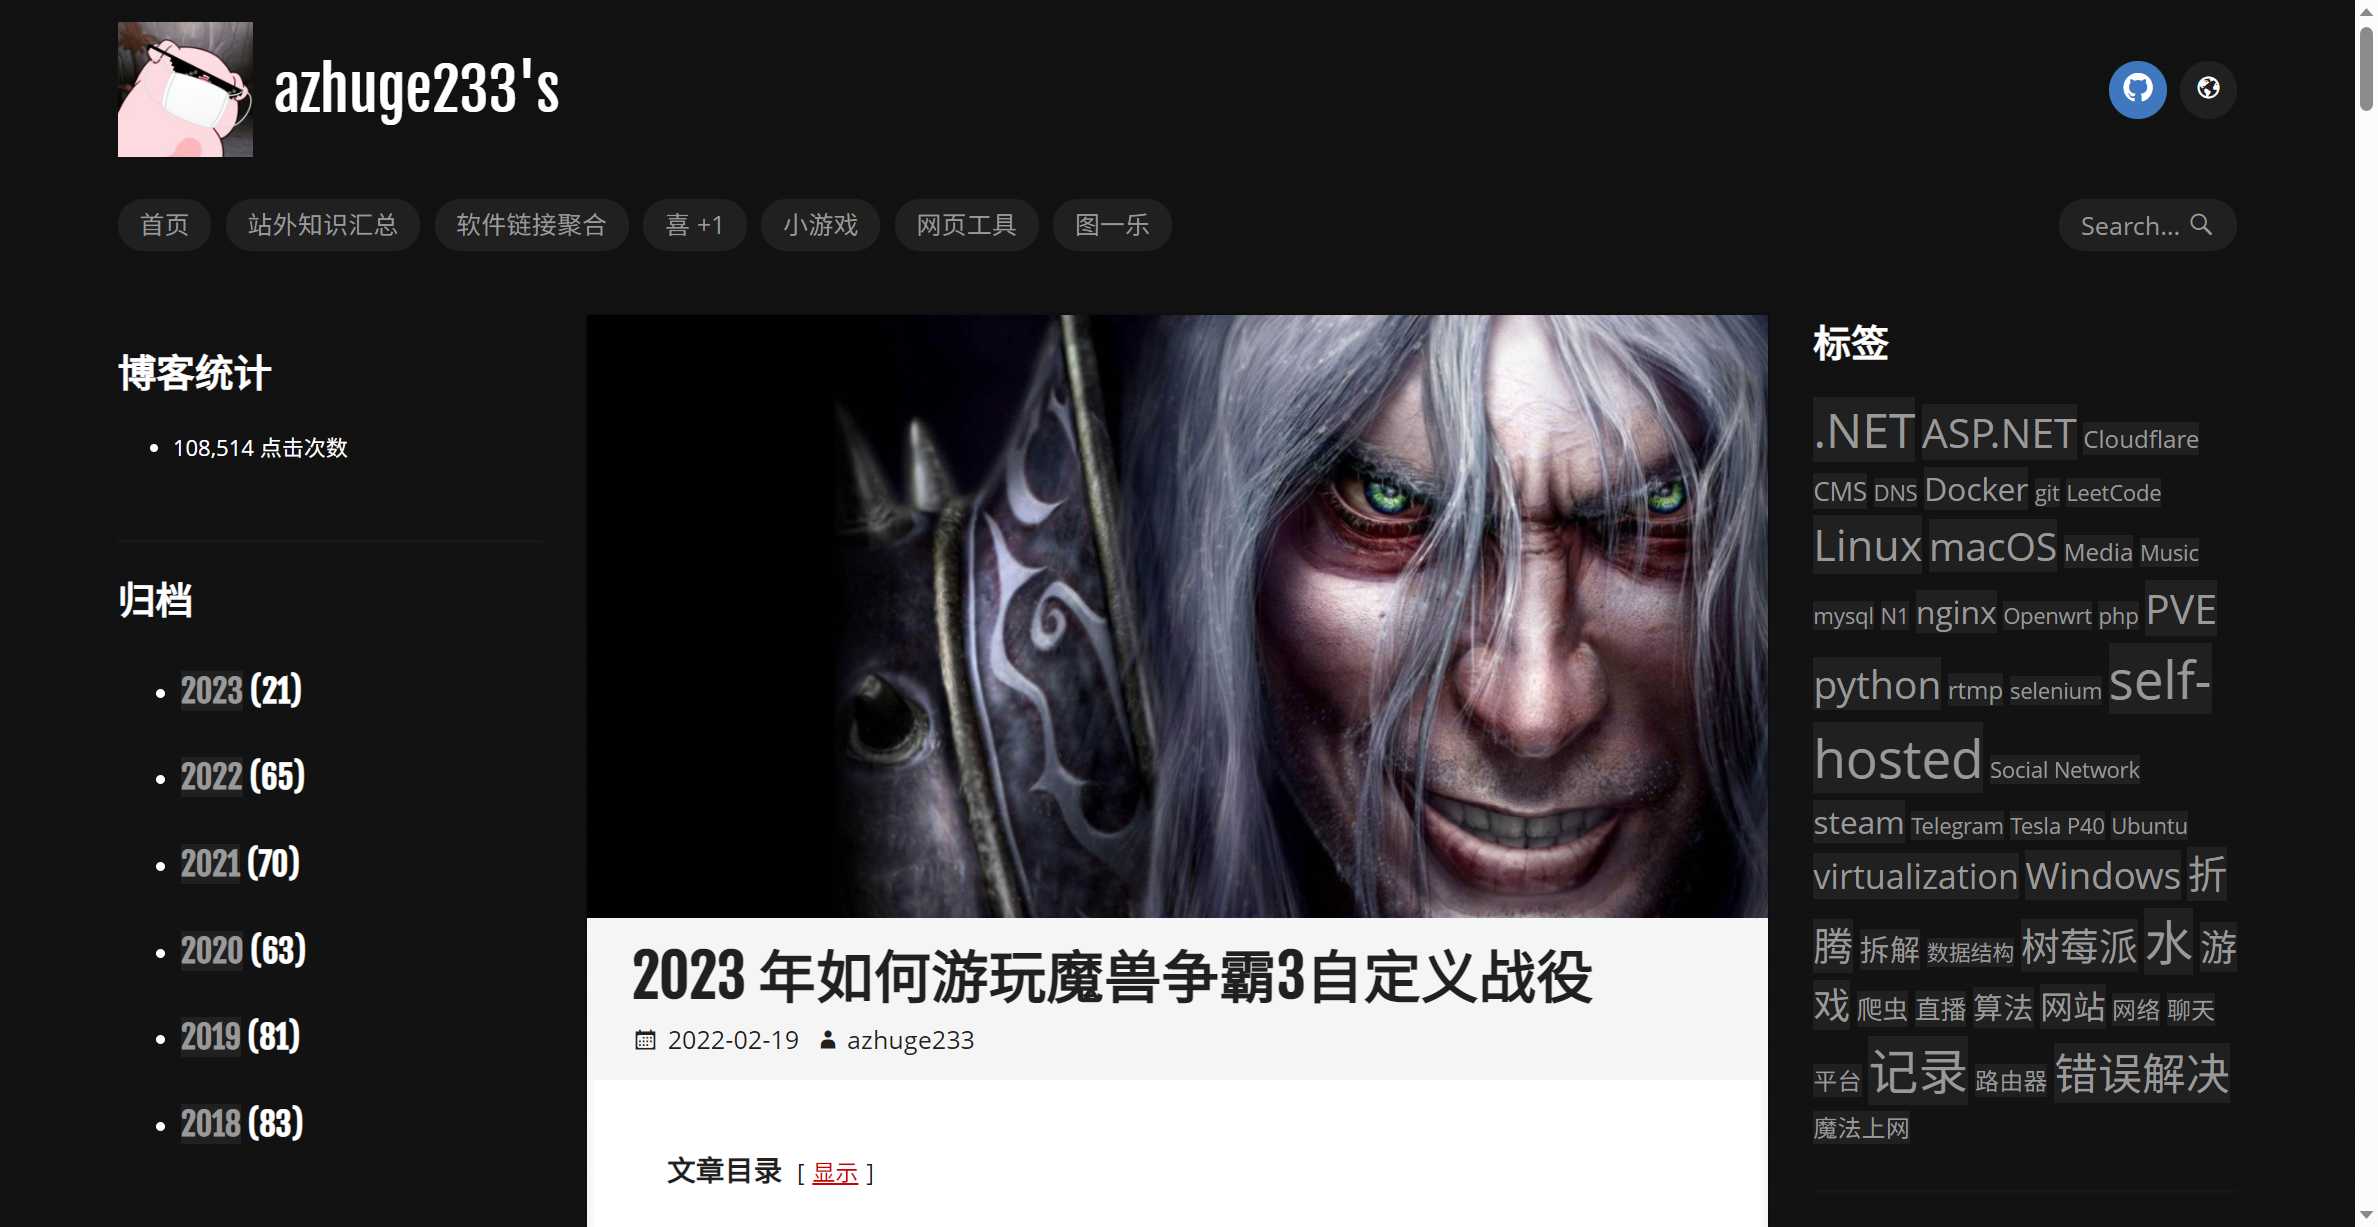 azhuge233's
首页 站外知识汇总 软件链接聚合 喜 +1 小游戏 网页工具 图一乐 Search...
博客统计
108,514 点击次数
归档
2023 (21)
2022 (65)
2021 (70)
2020 (63)
2019 (81)
2018 (83)
2023 年如何游玩魔兽争霸3自定义战役
2022-02-19 azhuge233
文章目录 [ 显示 ]
标签
.NET ASP.NET Cloudflare
CMS DNS Docker git LeetCode
Linux macOS Media Music
mysql N1 nginx Openwrt php PVE
python rtmp selenium self-
hosted Social Network
steam Telegram Tesla P40 Ubuntu
virtualization Windows 折
腾 拆解 数据结构 树莓派 水 游
戏 爬虫 直播 算法 网站 网络 聊天
平台 记录 路由器 错误解决
魔法上网